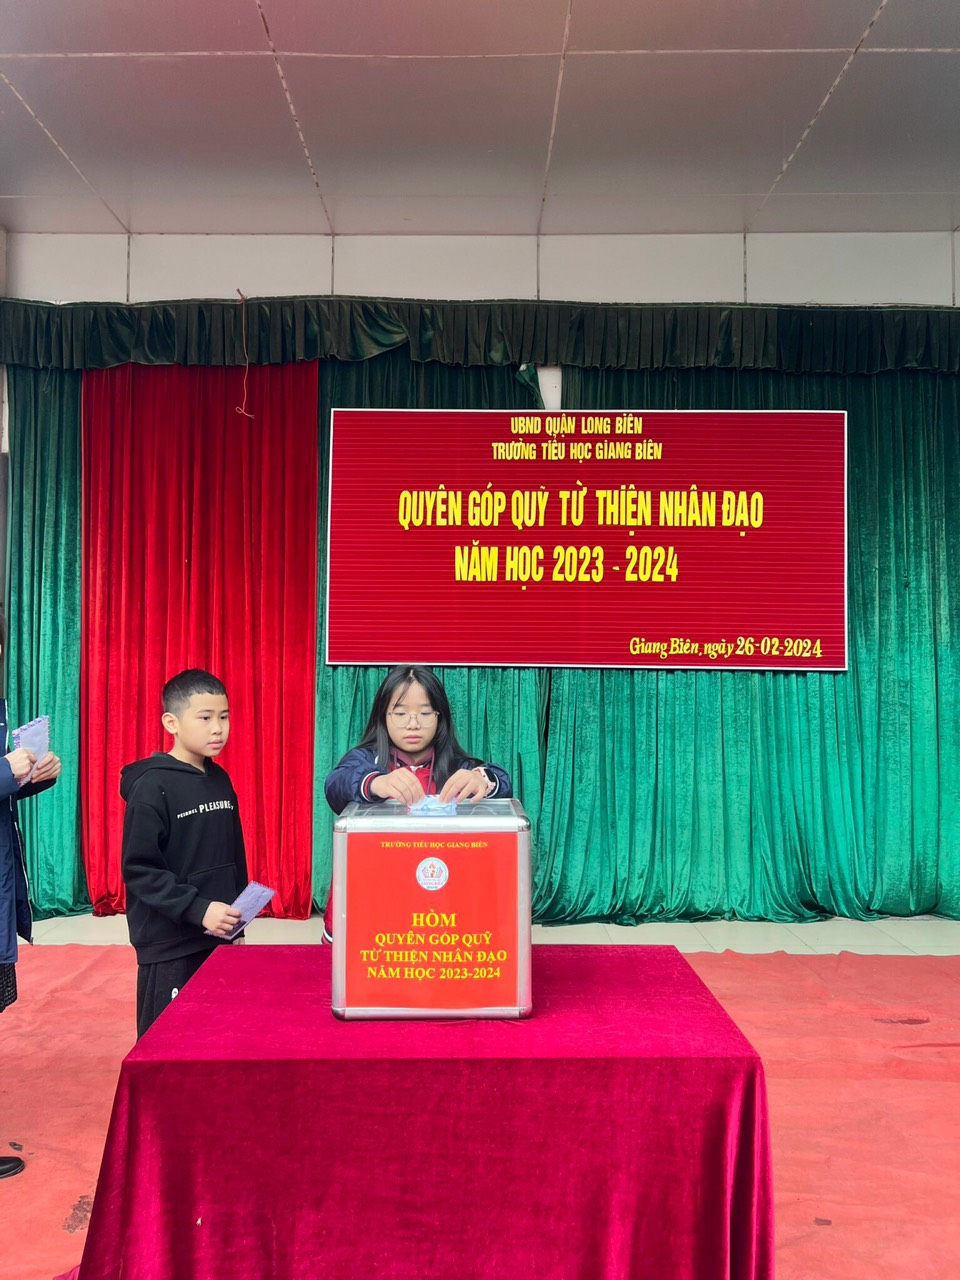 UBND QUẬN LONG BIÊN
TRƯỜNG TIỂU HỌC GIANG BIÊN
QUYÊN GÓP QUỸ TỪ THIỆN NHÂN ĐẠO
NĂM HỌC 2023 - 2024
Giang Biên, ngày 26-02-2024
PLEASURE
TRƯỜNG TIỂU HỌC GIANG BIÊN
HÒM
QUYÊN GÓP QUỸ
TỪ THIỆN NHÂN ĐẠO
NĂM HỌC 2023-2024